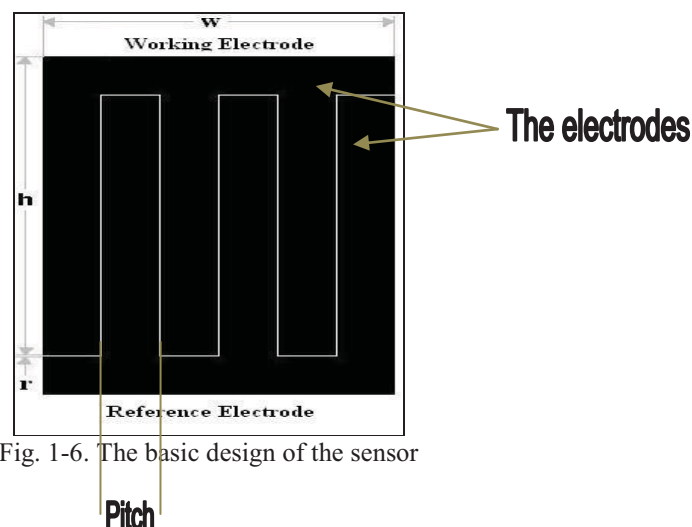 w
Working Electrode
The electrodes
h
r
Reference Electrode
Fig. 1-6. The basic design of the sensor
Pitch